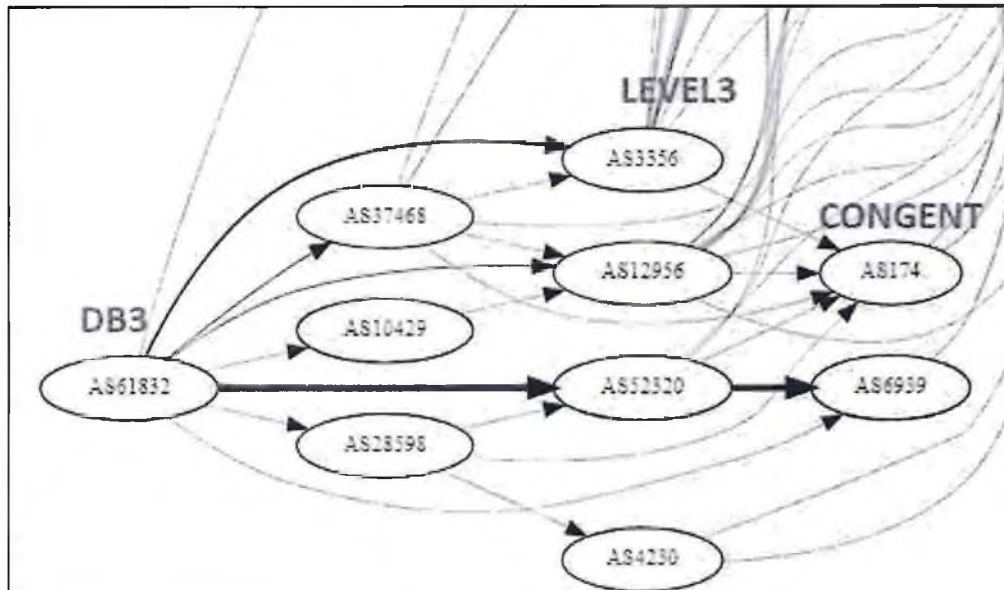 LEVEL3
AS3356
AS37468
CONGENT
AS12956
AS174
DB3
AS10429
AS61832
AS52320
AS6939
AS28598
AS4230